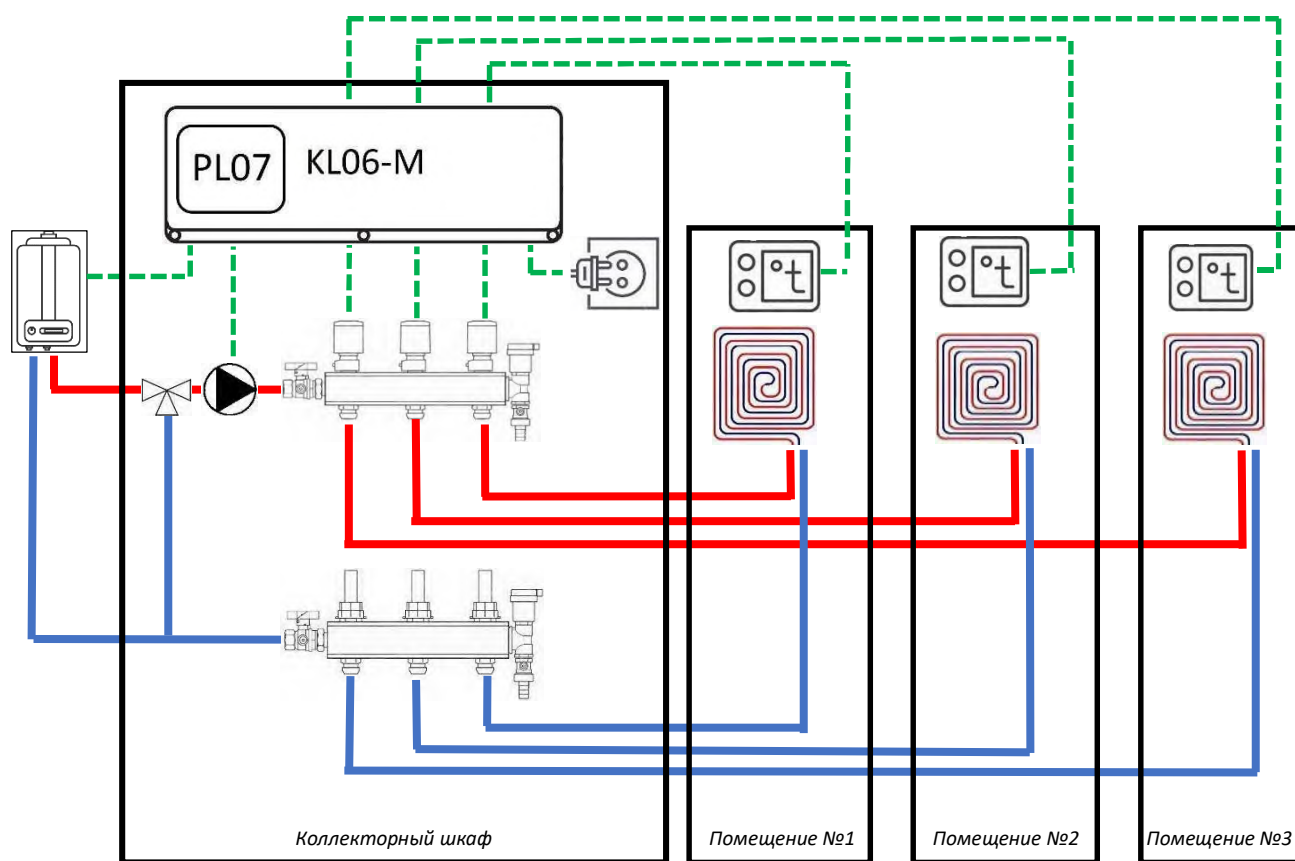 PL07
KL06-M
°t
°t
°t
Коллекторный шкаф
Помещение №1
Помещение №2
Помещение №3